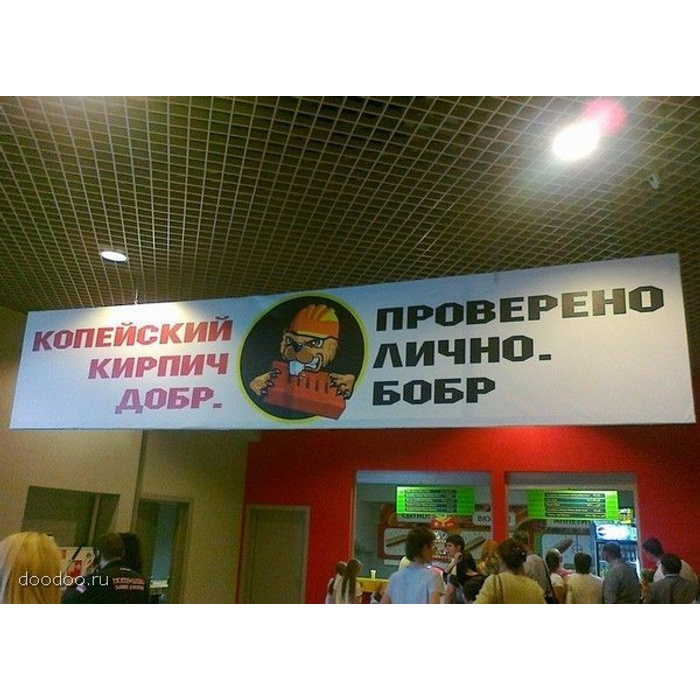 КОПЕЙСКИЙ
КИРПИЧ
ДОБР.
ПРОВЕРЕНО
ЛИЧНО.
БОБР
doodoo.ru